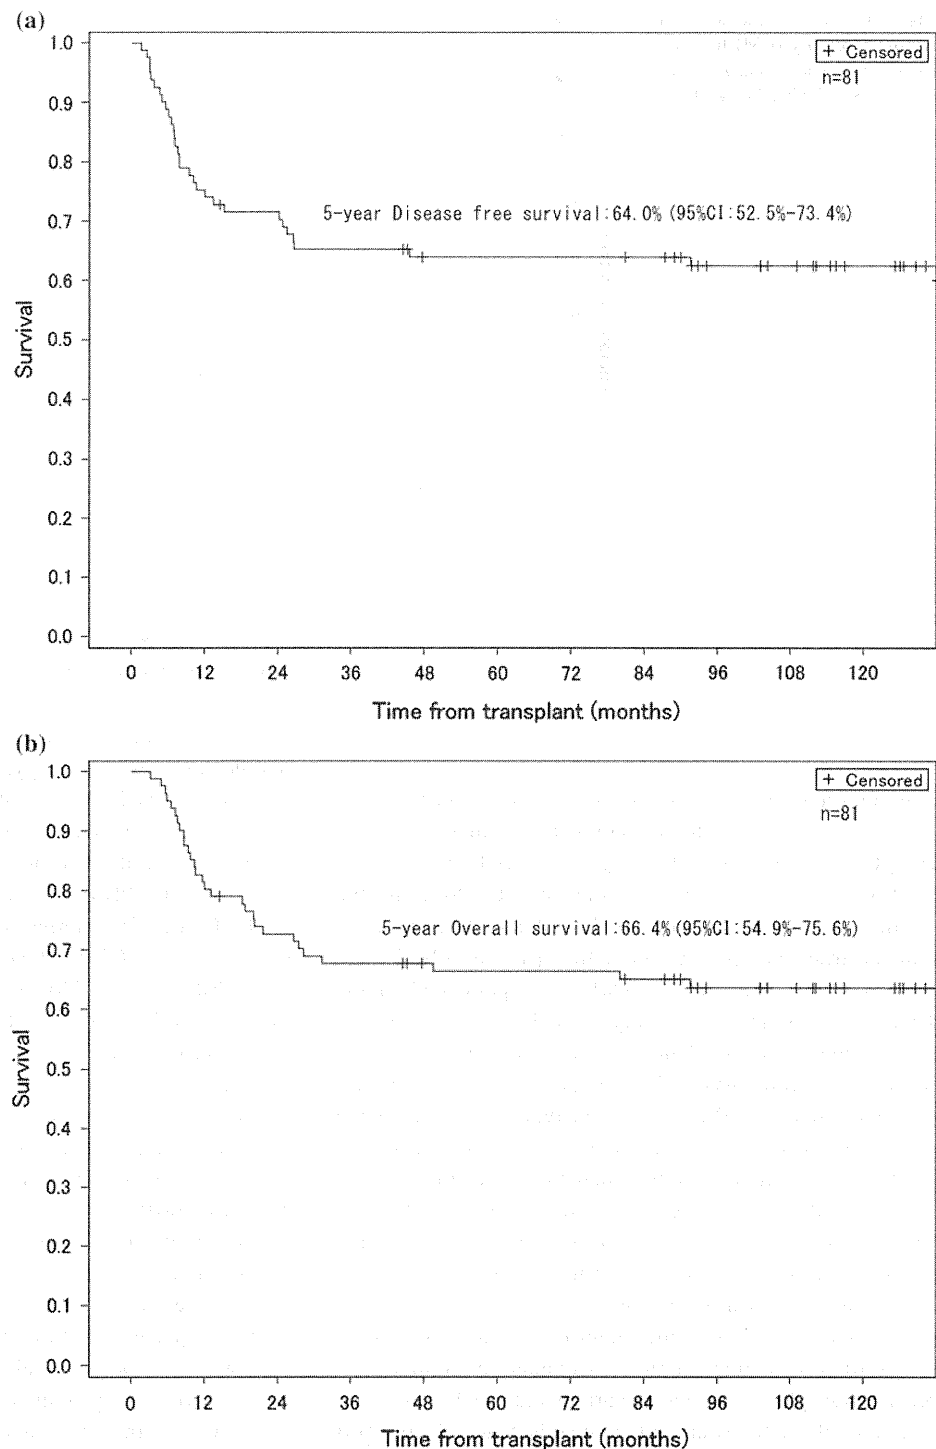 (a)
1.0
+ Censored
n=81
0.9
0.8
0.7
5-year Disease free survival:64.0% (95%CI:52.5%-73.4%)
0.6
0.5
0.4
0.3
0.2
0.1
0.0
Survival
0 12 24 36 48 60 72 84 96 108 120
Time from transplant (months)
(b)
1.0
+ Censored
n=81
0.9
0.8
0.7
5-year Overall survival:66.4% (95%CI:54.9%-75.6%)
0.6
0.5
0.4
0.3
0.2
0.1
0.0
Survival
0 12 24 36 48 60 72 84 96 108 120
Time from transplant (months)